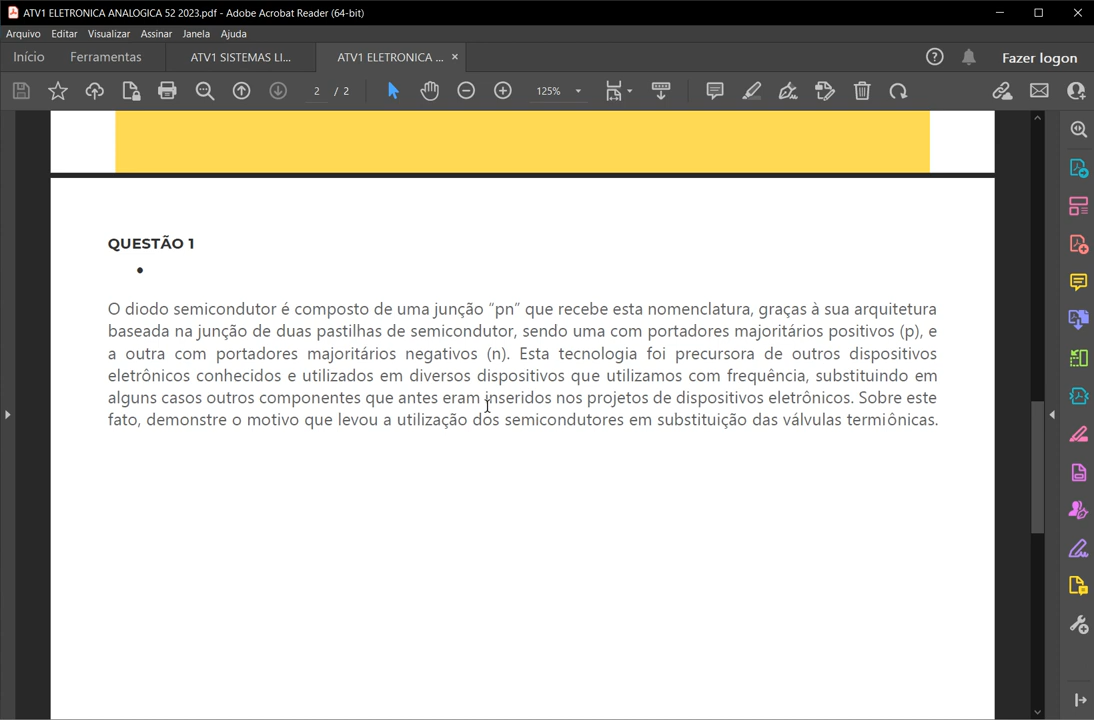 ATV1 ELETRONICA ANALOGICA 52 2023.pdf - Adobe Acrobat Reader (64-bit)
Arquivo Editar Visualizar Assinar Janela Ajuda
Início Ferramentas ATV1 SISTEMAS LI... ATV1 ELETRONICA ... Fazer logon
2 / 2 125%
QUESTÃO 1
O diodo semicondutor é composto de uma junção “pn” que recebe esta nomenclatura, graças à sua arquitetura
baseada na junção de duas pastilhas de semicondutor, sendo uma com portadores majoritários positivos (p), e
a outra com portadores majoritários negativos (n). Esta tecnologia foi precursora de outros dispositivos
eletrônicos conhecidos e utilizados em diversos dispositivos que utilizamos com frequência, substituindo em
alguns casos outros componentes que antes eram inseridos nos projetos de dispositivos eletrônicos. Sobre este
fato, demonstre o motivo que levou a utilização dos semicondutores em substituição das válvulas termiônicas.